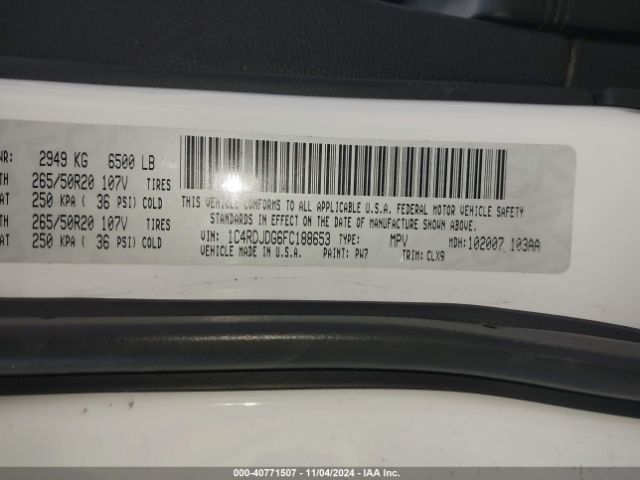 WR: 2949 KG 6500 LB
TH 265/50R20 107V TIRES
AT 250 KPA ( 36 PSI) COLD
TH 265/50R20 107V TIRES
AT 250 KPA ( 36 PSI) COLD
THIS VEHICLE CONFORMS TO ALL APPLICABLE U.S.A. FEDERAL MOTOR VEHICLE SAFETY
STANDARDS IN EFFECT ON THE DATE OF MANUFACTURE SHOWN ABOVE.
VIN: 1C4RDJDG6FC188653 TYPE: MPV MDH:102007 103AA
VEHICLE MADE IN U.S.A. PAINT: PW7 TRIM: CLX9
000-40771507 - 11/04/2024 - IAA Inc.